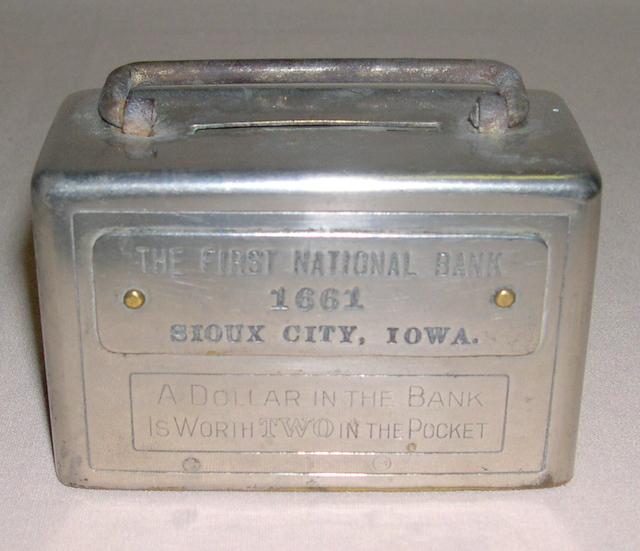 THE FIRST NATIONAL BANK
1661
SIOUX CITY, IOWA.
A DOLLAR IN THE BANK
IS WORTH TWO IN THE POCKET